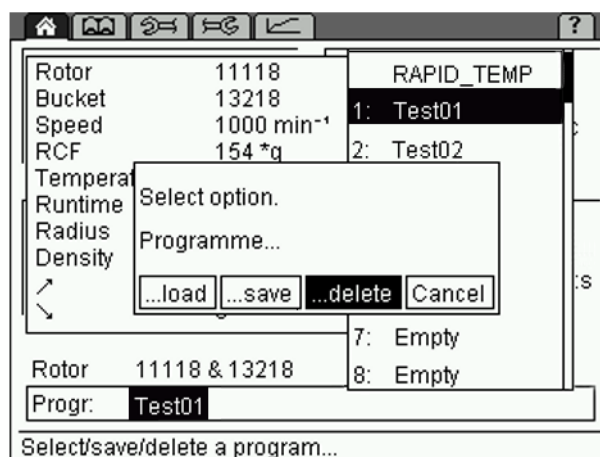 ?
Rotor 11118
Bucket 13218
Speed 1000 min⁻¹
RCF 154 *g
Temperat
Runtime
Radius
Density
RAPID_TEMP
1: Test01
2: Test02
Select option.
Programme...
...load ...save ...delete Cancel
:s
7: Empty
8: Empty
Rotor 11118 & 13218
Progr: Test01
Select/save/delete a program...